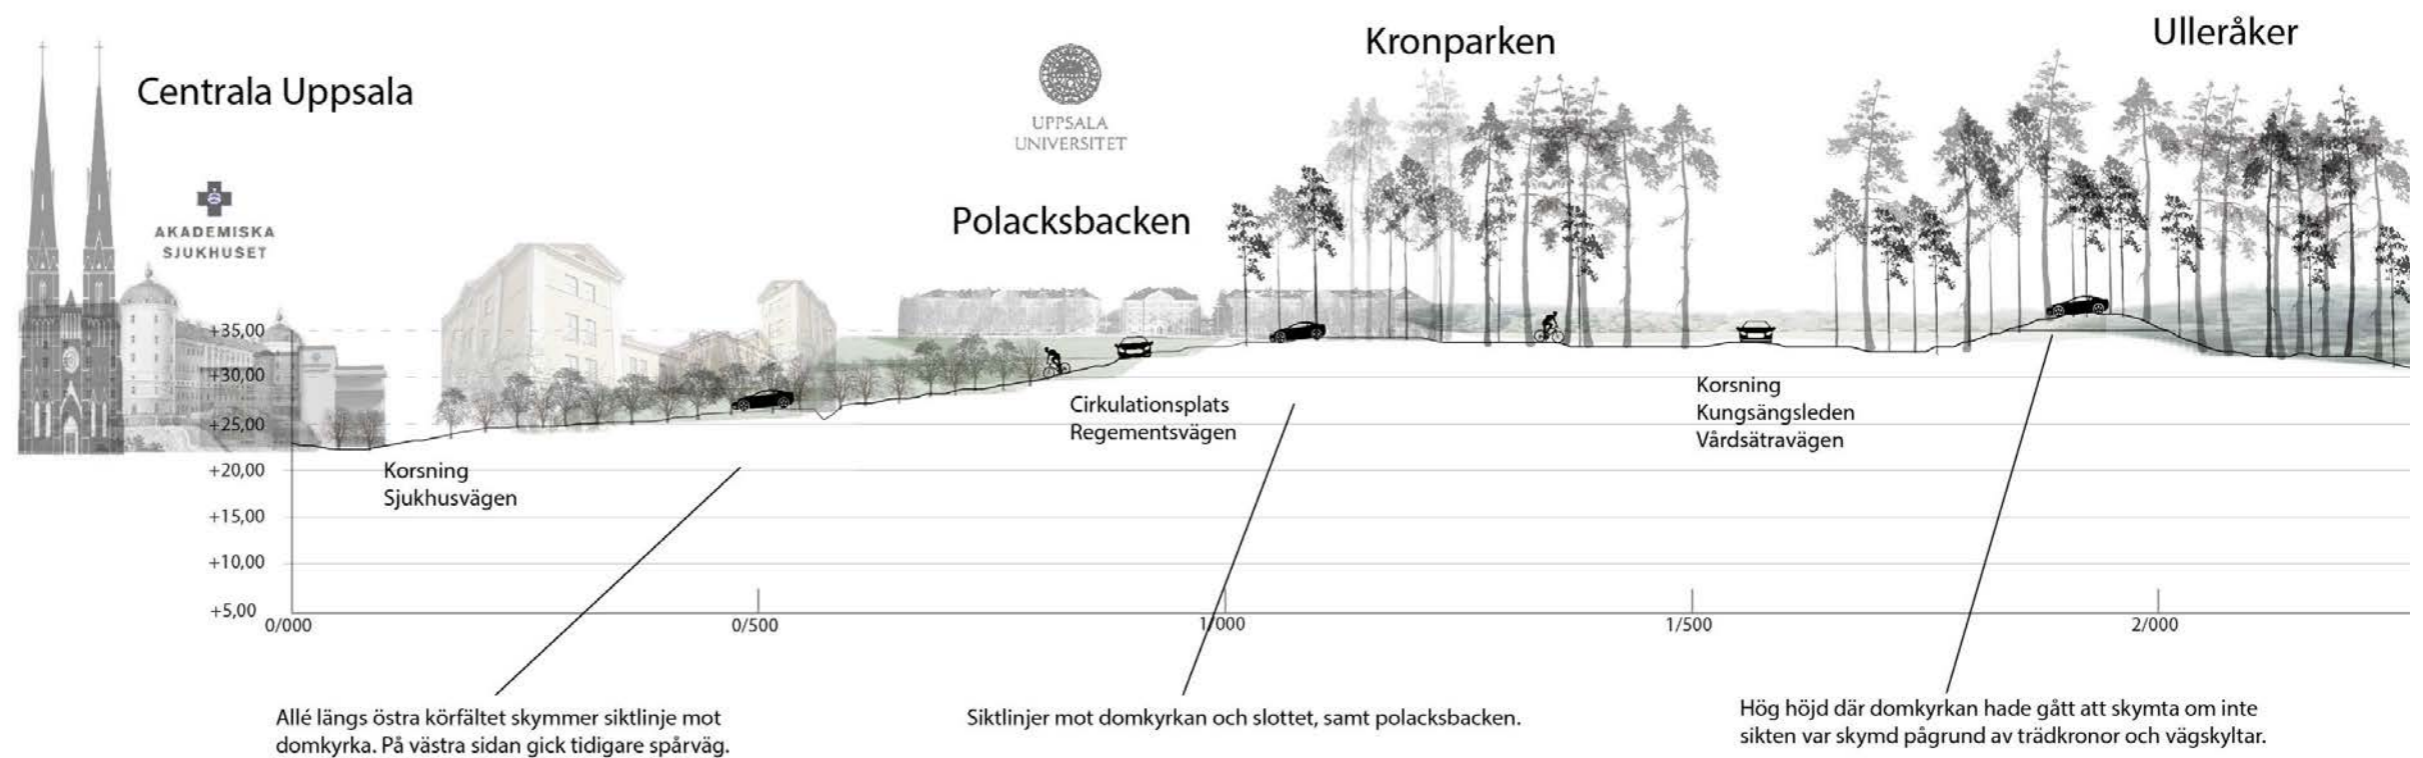 Centrala Uppsala
AKADEMISKA
SJUKHUSET
UPPSALA
UNIVERSITET
Polacksbacken
Kronparken
Ulleråker
+35,00
+30,00
+25,00
+20,00
+15,00
+10,00
+5,00
Korsning
Sjukhusvägen
Cirkulationsplats
Regementsvägen
Korsning
Kungsängsleden
Vårdsätravägen
0/000
0/500
1/000
1/500
2/000
Allé längs östra körfältet skymmer siktlinje mot
domkyrka. På västra sidan gick tidigare spårväg.
Siktlinjer mot domkyrkan och slottet, samt polacksbacken.
Hög höjd där domkyrkan hade gått att skymta om inte
sikten var skymd pågrund av trädkronor och vägskyltar.